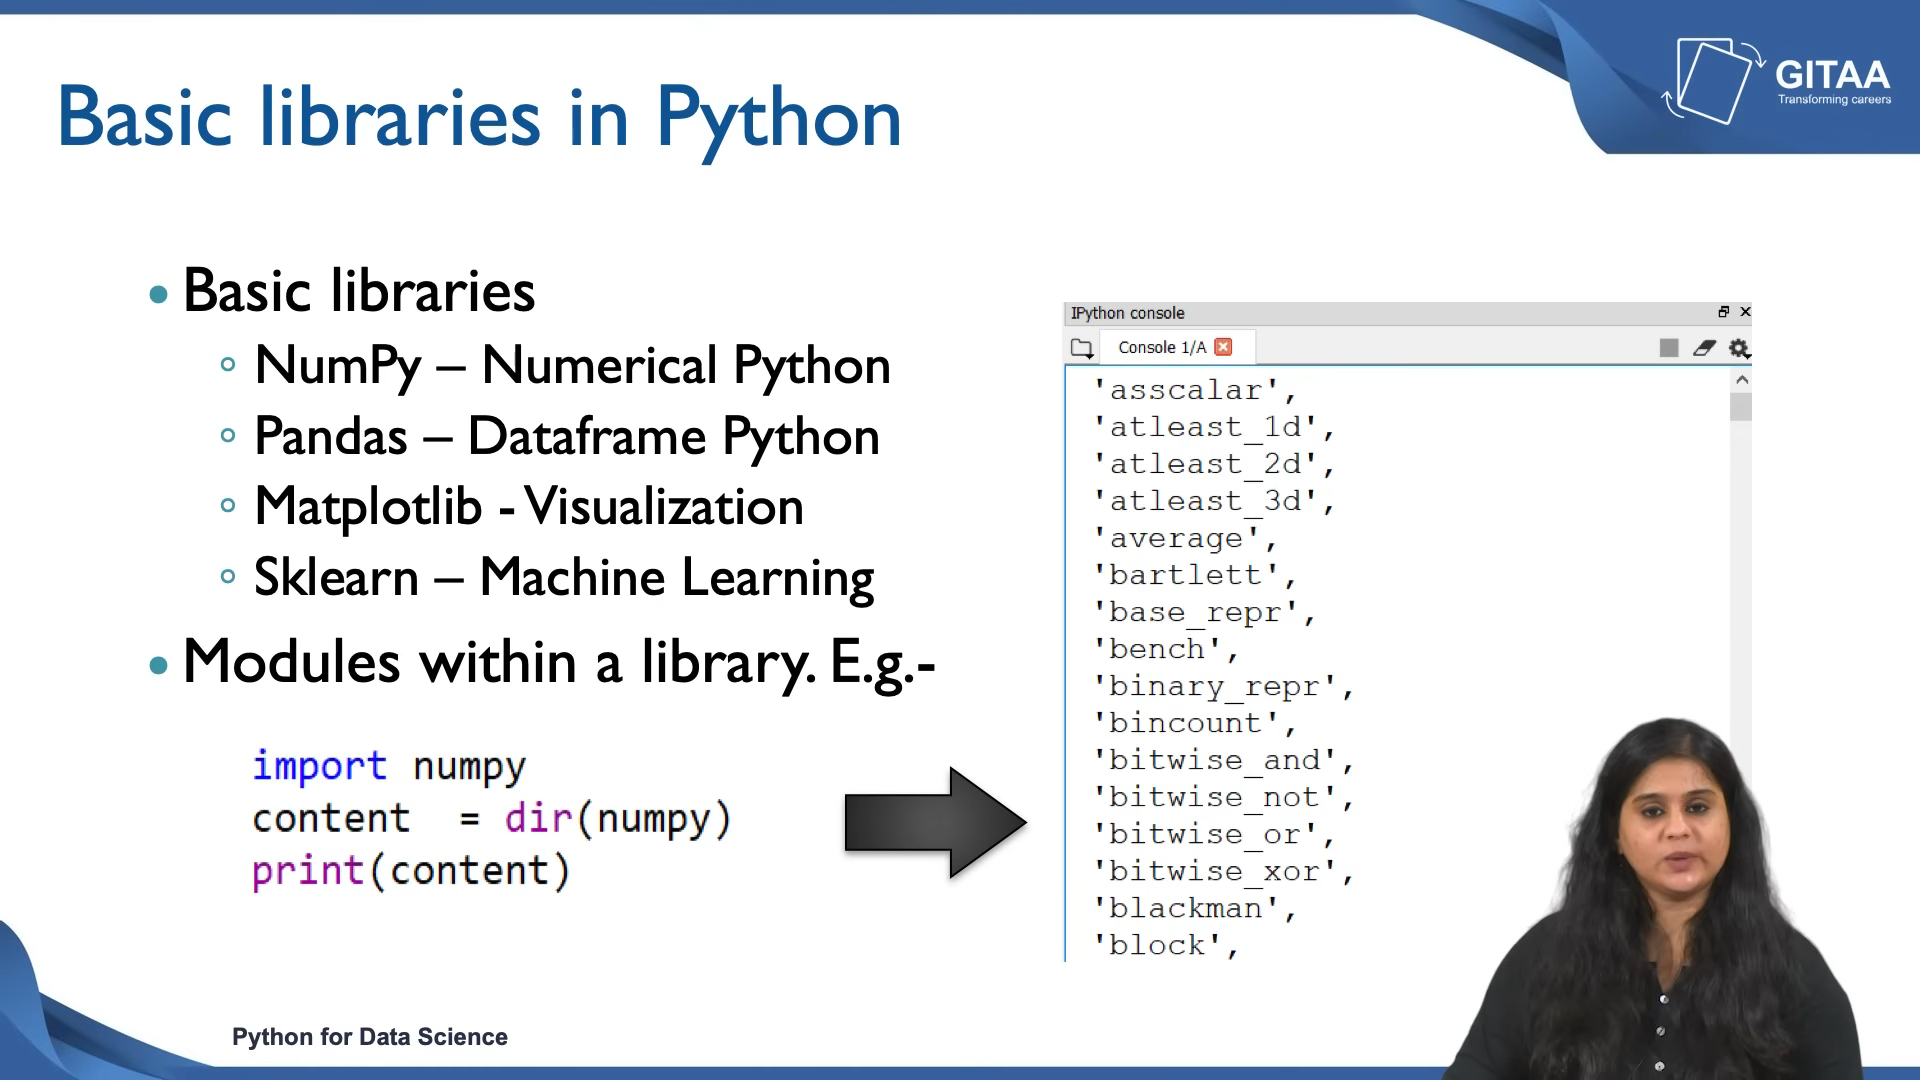 GITAA
Transforming careers
Basic libraries in Python
• Basic libraries
◦ NumPy – Numerical Python
◦ Pandas – Dataframe Python
◦ Matplotlib - Visualization
◦ Sklearn – Machine Learning
• Modules within a library. E.g.-
import numpy
content  = dir(numpy)
print(content)
IPython console
Console 1/A
'asscalar',
'atleast_1d',
'atleast_2d',
'atleast_3d',
'average',
'bartlett',
'base_repr',
'bench',
'binary_repr',
'bincount',
'bitwise_and',
'bitwise_not',
'bitwise_or',
'bitwise_xor',
'blackman',
'block',
Python for Data Science